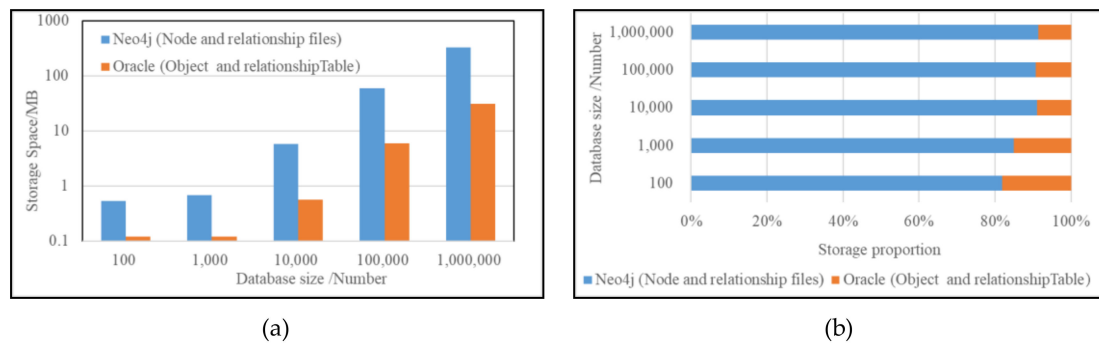 1000
100
10
1
0.1
Storage Space/MB
Neo4j (Node and relationship files)
Oracle (Object and relationshipTable)
100 1,000 10,000 100,000 1,000,000
Database size /Number
(a)
Database size /Number
1,000,000
100,000
10,000
1,000
100
0% 20% 40% 60% 80% 100%
Storage proportion
Neo4j (Node and relationship files) Oracle (Object and relationshipTable)
(b)